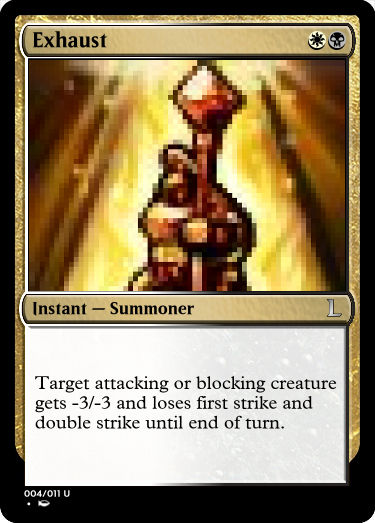 Exhaust
Instant — Summoner
L
Target attacking or blocking creature
gets -3/-3 and loses first strike and
double strike until end of turn.
004/011 U
•